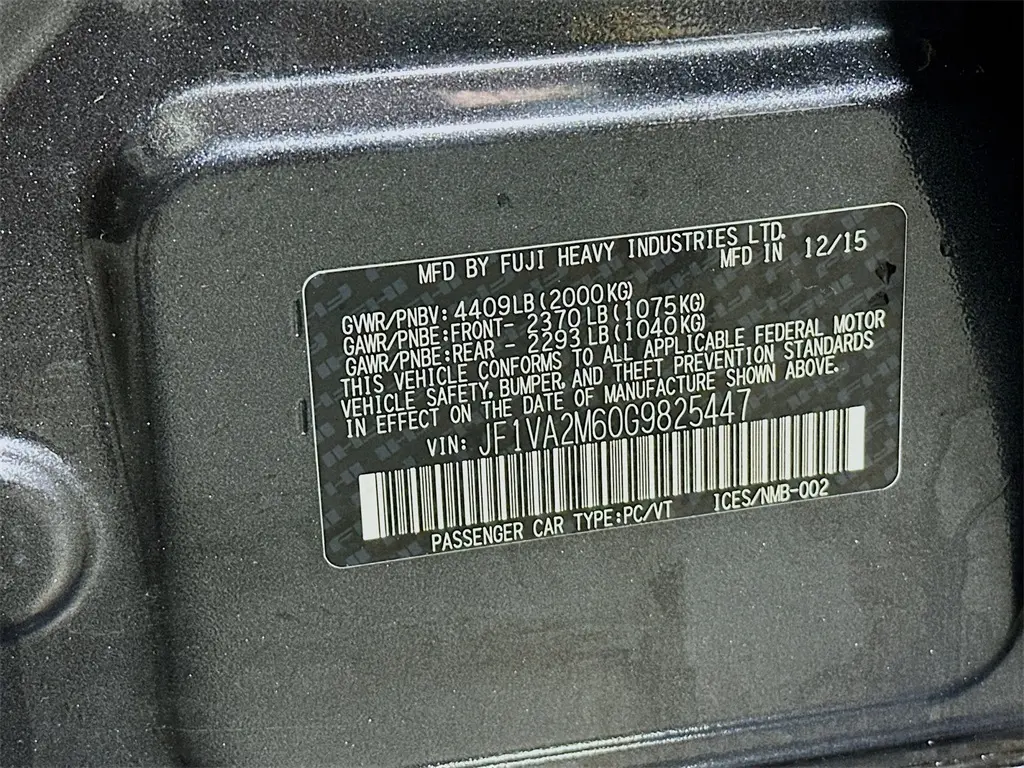 MFD BY FUJI HEAVY INDUSTRIES LTD.
MFD IN 12/15
GVWR/PNBV: 4409LB(2000KG)
GAWR/PNBE:FRONT- 2370LB(1075KG)
GAWR/PNBE:REAR - 2293LB(1040KG)
THIS VEHICLE CONFORMS TO ALL APPLICABLE FEDERAL MOTOR
VEHICLE SAFETY, BUMPER, AND THEFT PREVENTION STANDARDS
IN EFFECT ON THE DATE OF MANUFACTURE SHOWN ABOVE.
VIN: JF1VA2M60G9825447
PASSENGER CAR TYPE:PC/VT ICES/NMB-002